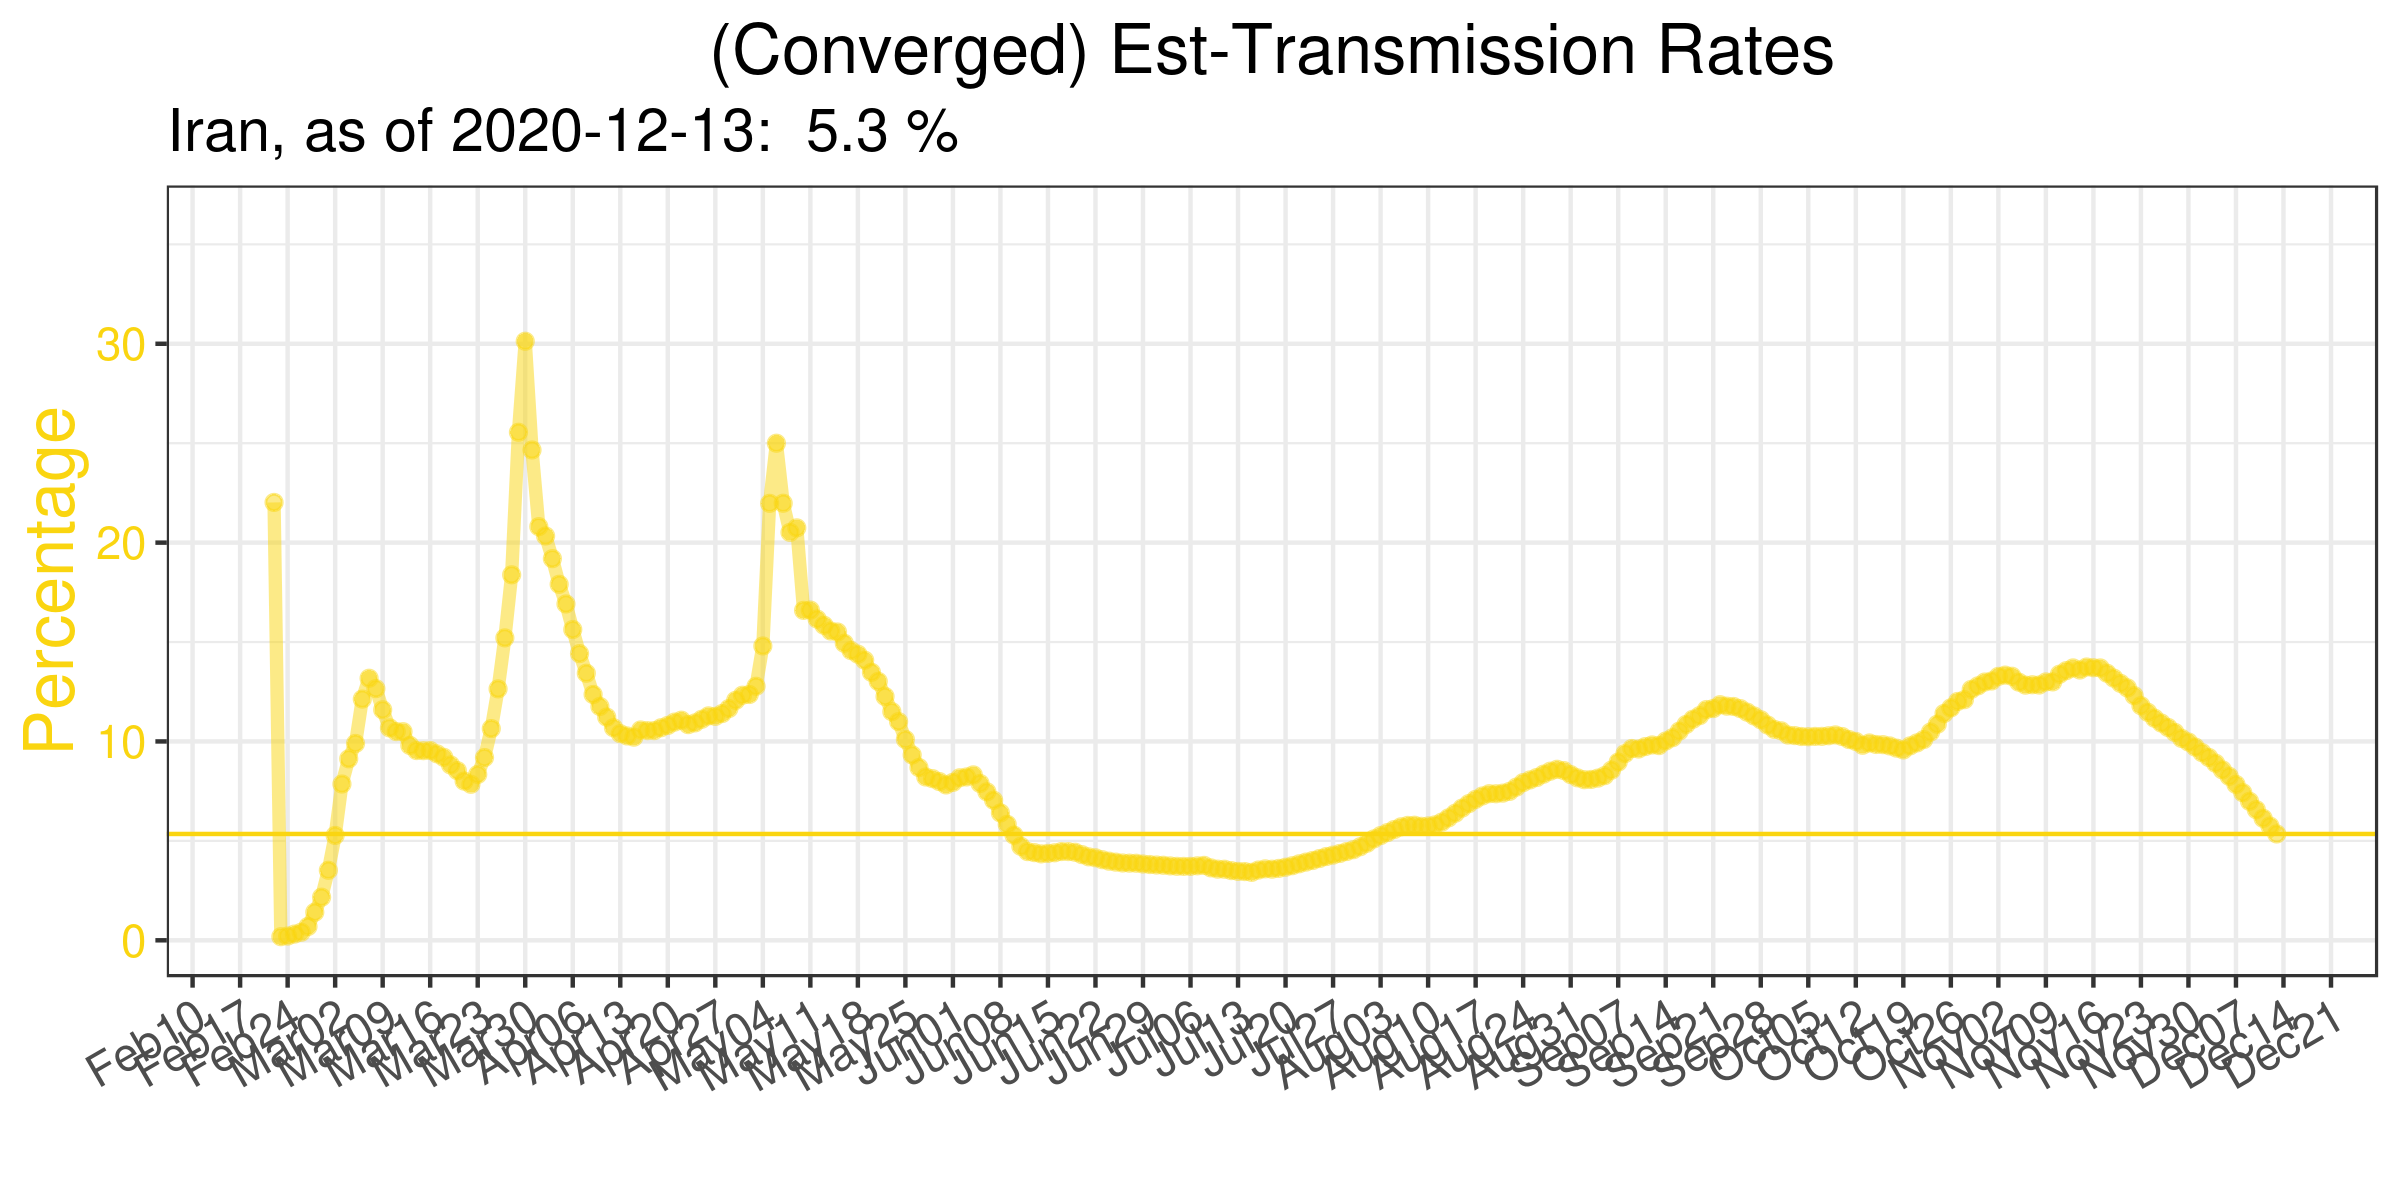 (Converged) Est-Transmission Rates
Iran, as of 2020-12-13:  5.3 %
Percentage
30
20
10
0
Feb10
Feb17
Feb24
Mar02
Mar09
Mar16
Mar23
Mar30
Apr06
Apr13
Apr20
Apr27
May04
May11
May18
May25
Jun01
Jun08
Jun15
Jun22
Jun29
Jul06
Jul13
Jul20
Jul27
Aug03
Aug10
Aug17
Aug24
Aug31
Sep07
Sep14
Sep21
Sep28
Oct05
Oct12
Oct19
Oct26
Nov02
Nov09
Nov16
Nov23
Nov30
Dec07
Dec14
Dec21